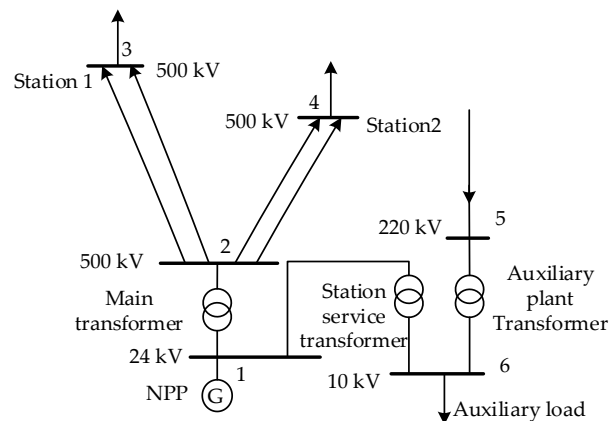 3
500 kV
Station 1
4
500 kV
Station2
5
220 kV
2
500 kV
Main
transformer
Station
service
transformer
Auxiliary
plant
Transformer
24 kV
1
6
10 kV
NPP
G
Auxiliary load